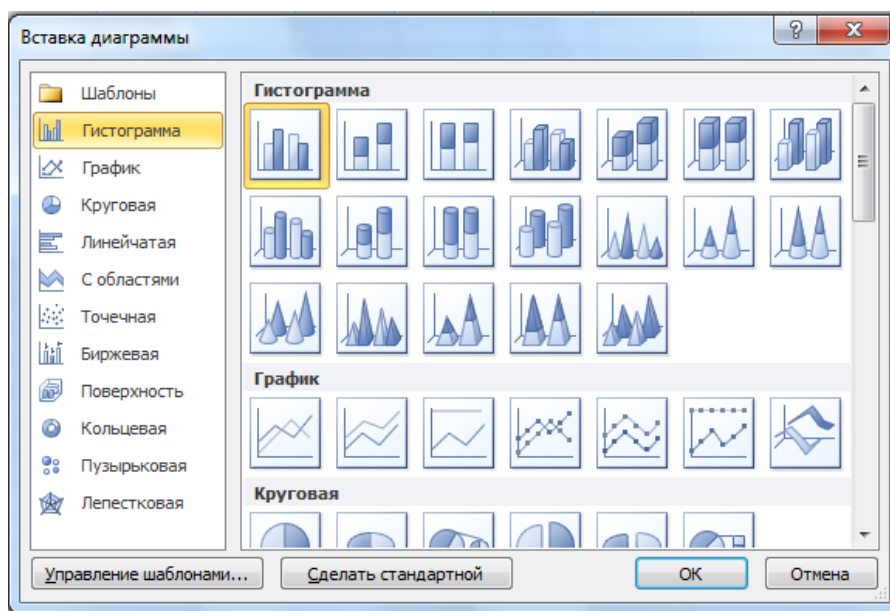 Вставка диаграммы
Шаблоны
Гистограмма
График
Круговая
Линейчатая
С областями
Точечная
Биржевая
Поверхность
Кольцевая
Пузырьковая
Лепестковая
Гистограмма
График
Круговая
Управление шаблонами...
Сделать стандартной
ОК
Отмена